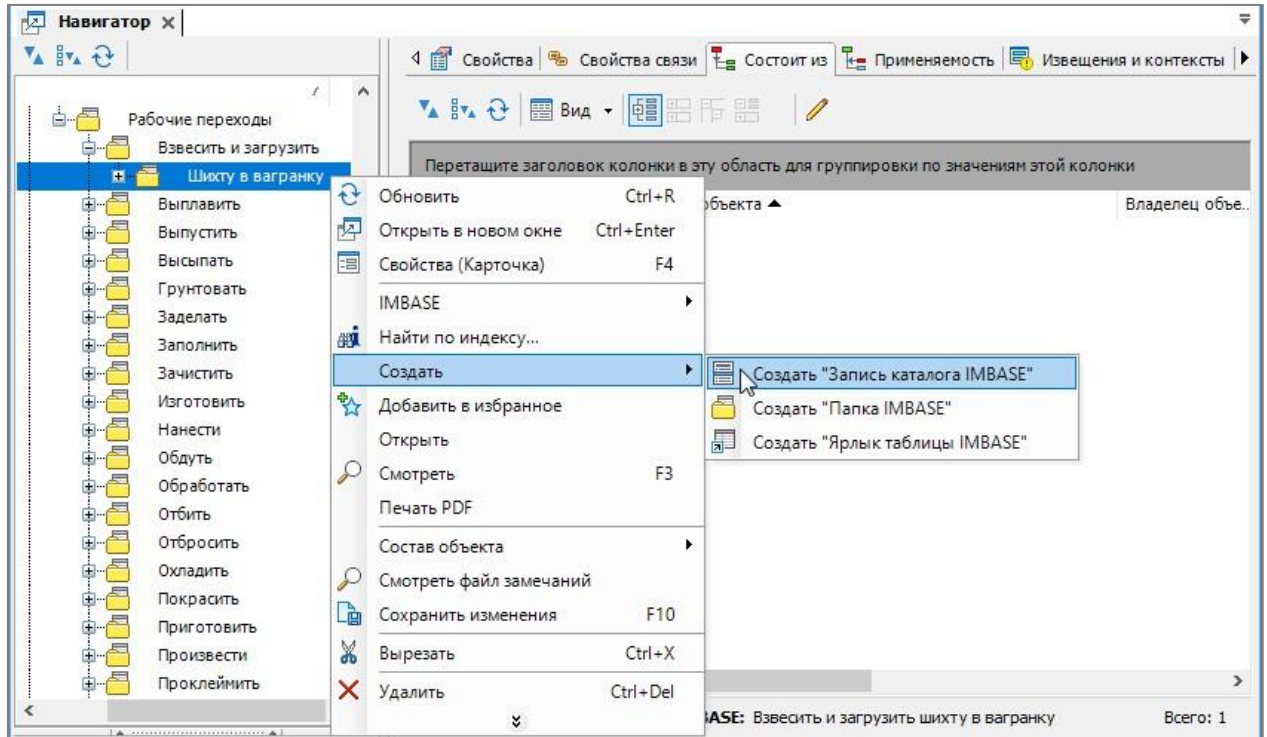 Навигатор
Свойства Свойства связи Состоит из Применяемость Извещения и контексты
Вид
Перетащите заголовок колонки в эту область для группировки по значениям этой колонки
объекта Владелец объе..
Рабочие переходы
Взвесить и загрузить
Шихту в вагранку
Выплавить
Выпустить
Высыпать
Грунтовать
Заделать
Заполнить
Зачистить
Изготовить
Нанести
Обдуть
Обработать
Отбить
Отбросить
Охладить
Покрасить
Приготовить
Произвести
Проклеймить
Обновить Ctrl+R
Открыть в новом окне Ctrl+Enter
Свойства (Карточка) F4
IMBASE
Найти по индексу...
Создать
Добавить в избранное
Открыть
Смотреть F3
Печать PDF
Состав объекта
Смотреть файл замечаний
Сохранить изменения F10
Вырезать Ctrl+X
Удалить Ctrl+Del
Создать "Запись каталога IMBASE"
Создать "Папка IMBASE"
Создать "Ярлык таблицы IMBASE"
BASE: Взвесить и загрузить шихту в вагранку Всего: 1